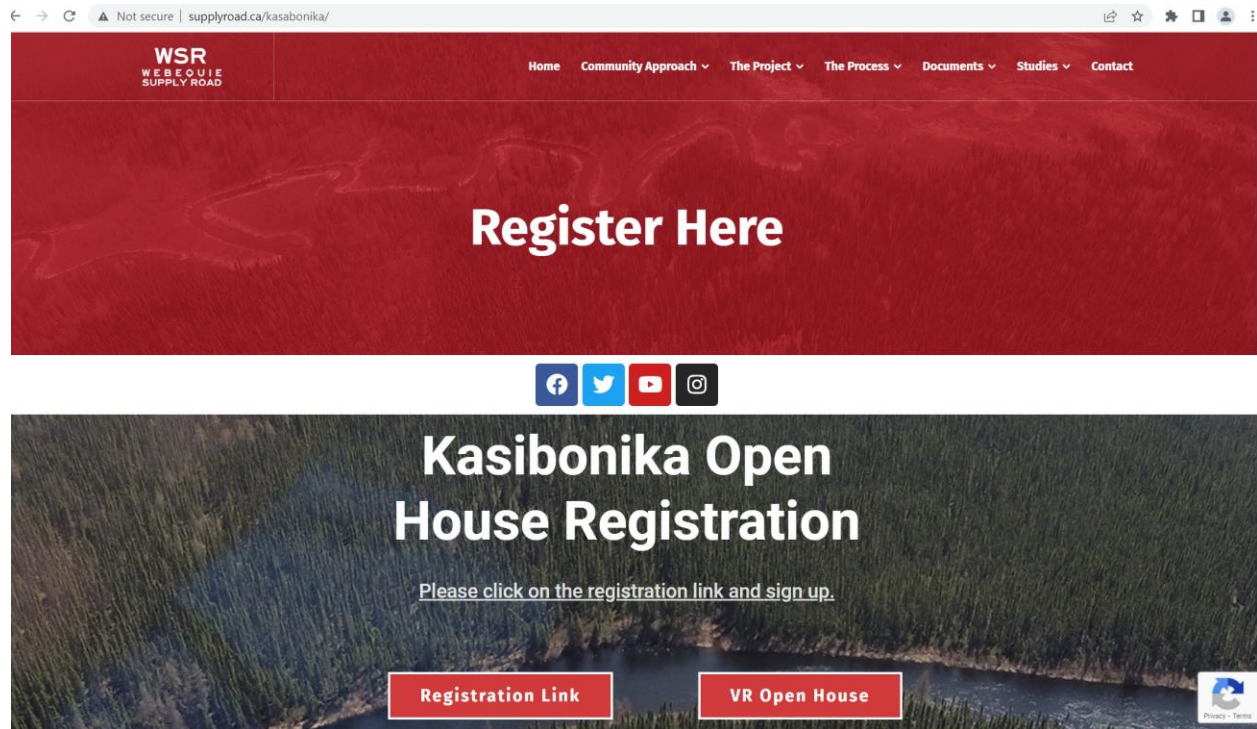 Not secure | supplyroad.ca/kasabonika/
WSR
WEBEQUIE
SUPPLY ROAD
Home Community Approach The Project The Process Documents Studies Contact
Register Here
Kasibonika Open
House Registration
Please click on the registration link and sign up.
Registration Link VR Open House
Privacy - Terms